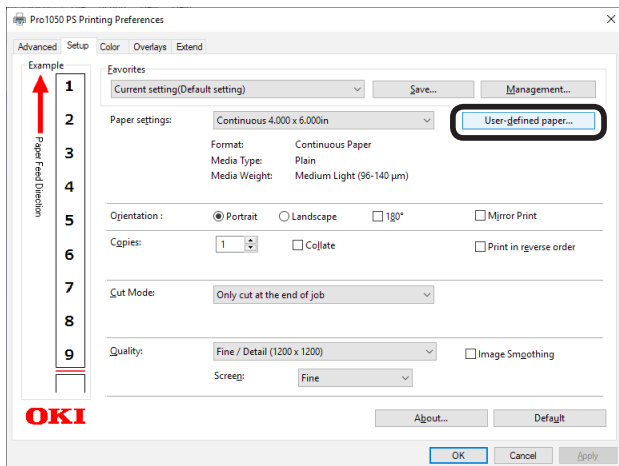 Pro1050 PS Printing Preferences
Advanced Setup Color Overlays Extend
Example
1
2
3
4
5
6
7
8
9
Paper Feed Direction
OKI
Favorites
Current setting(Default setting) Save... Management...
Paper settings: Continuous 4.000 x 6.000in User-defined paper...
Format: Continuous Paper
Media Type: Plain
Media Weight: Medium Light (96-140 μm)
Orientation : Portrait Landscape 180° Mirror Print
Copies: 1 Collate Print in reverse order
Cut Mode: Only cut at the end of job
Quality: Fine / Detail (1200 x 1200) Image Smoothing
Screen: Fine
About... Default
OK Cancel Apply